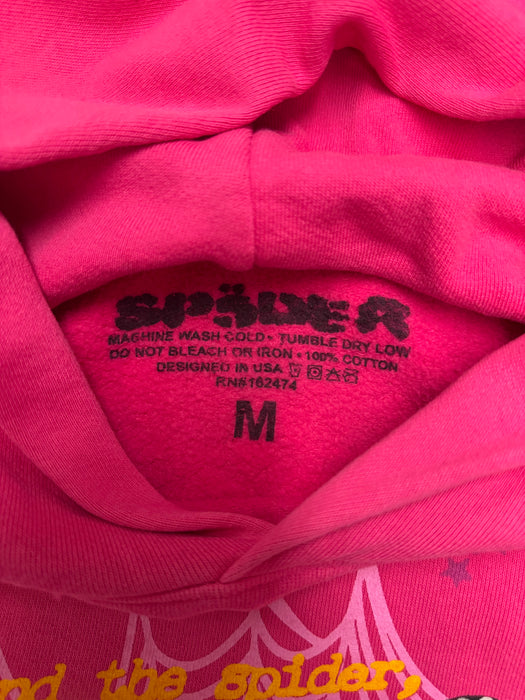 SP5DER
MACHINE WASH COLD • TUMBLE DRY LOW
DO NOT BLEACH OR IRON • 100% COTTON
DESIGNED IN USA
RN#162474
M
nd the spider,